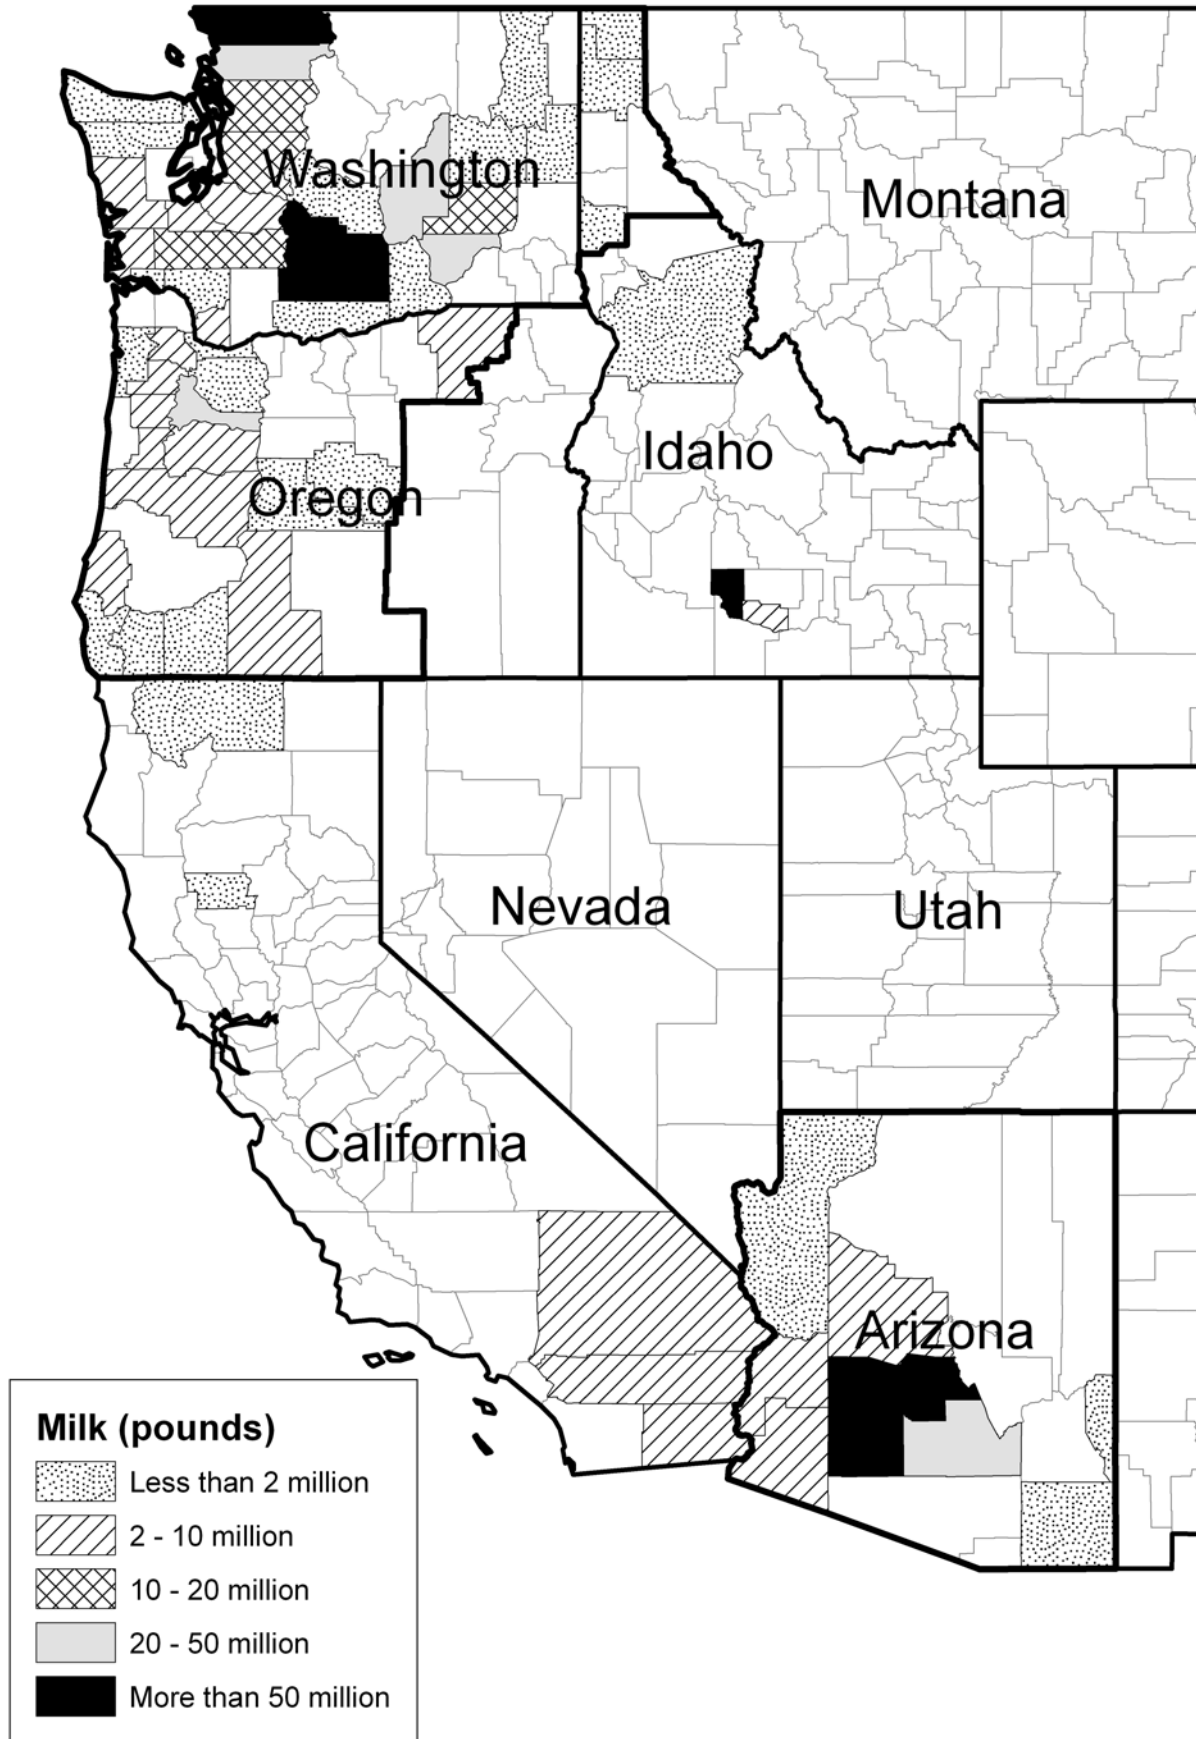 Washington
Montana
Idaho
Oregon
Nevada
Utah
California
Arizona
Milk (pounds)
Less than 2 million
2 - 10 million
10 - 20 million
20 - 50 million
More than 50 million